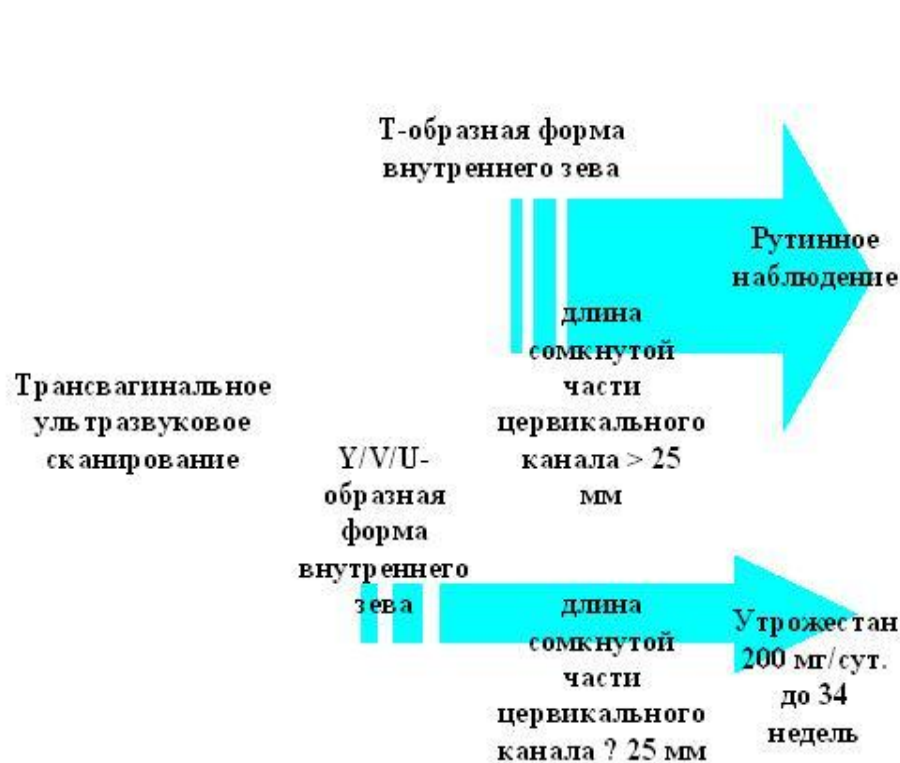 Т-образная форма
внутреннего зева
Рутинное
наблюдение
длина
сомкнутой
части
цервикального
канала > 25
мм
Трансвагинальное
ультразвуковое
сканирование
Y/V/U-
образная
форма
внутреннего
зева
длина
сомкнутой
части
цервикального
канала ? 25 мм
Утрожестан
200 мг/сут.
до 34
недель